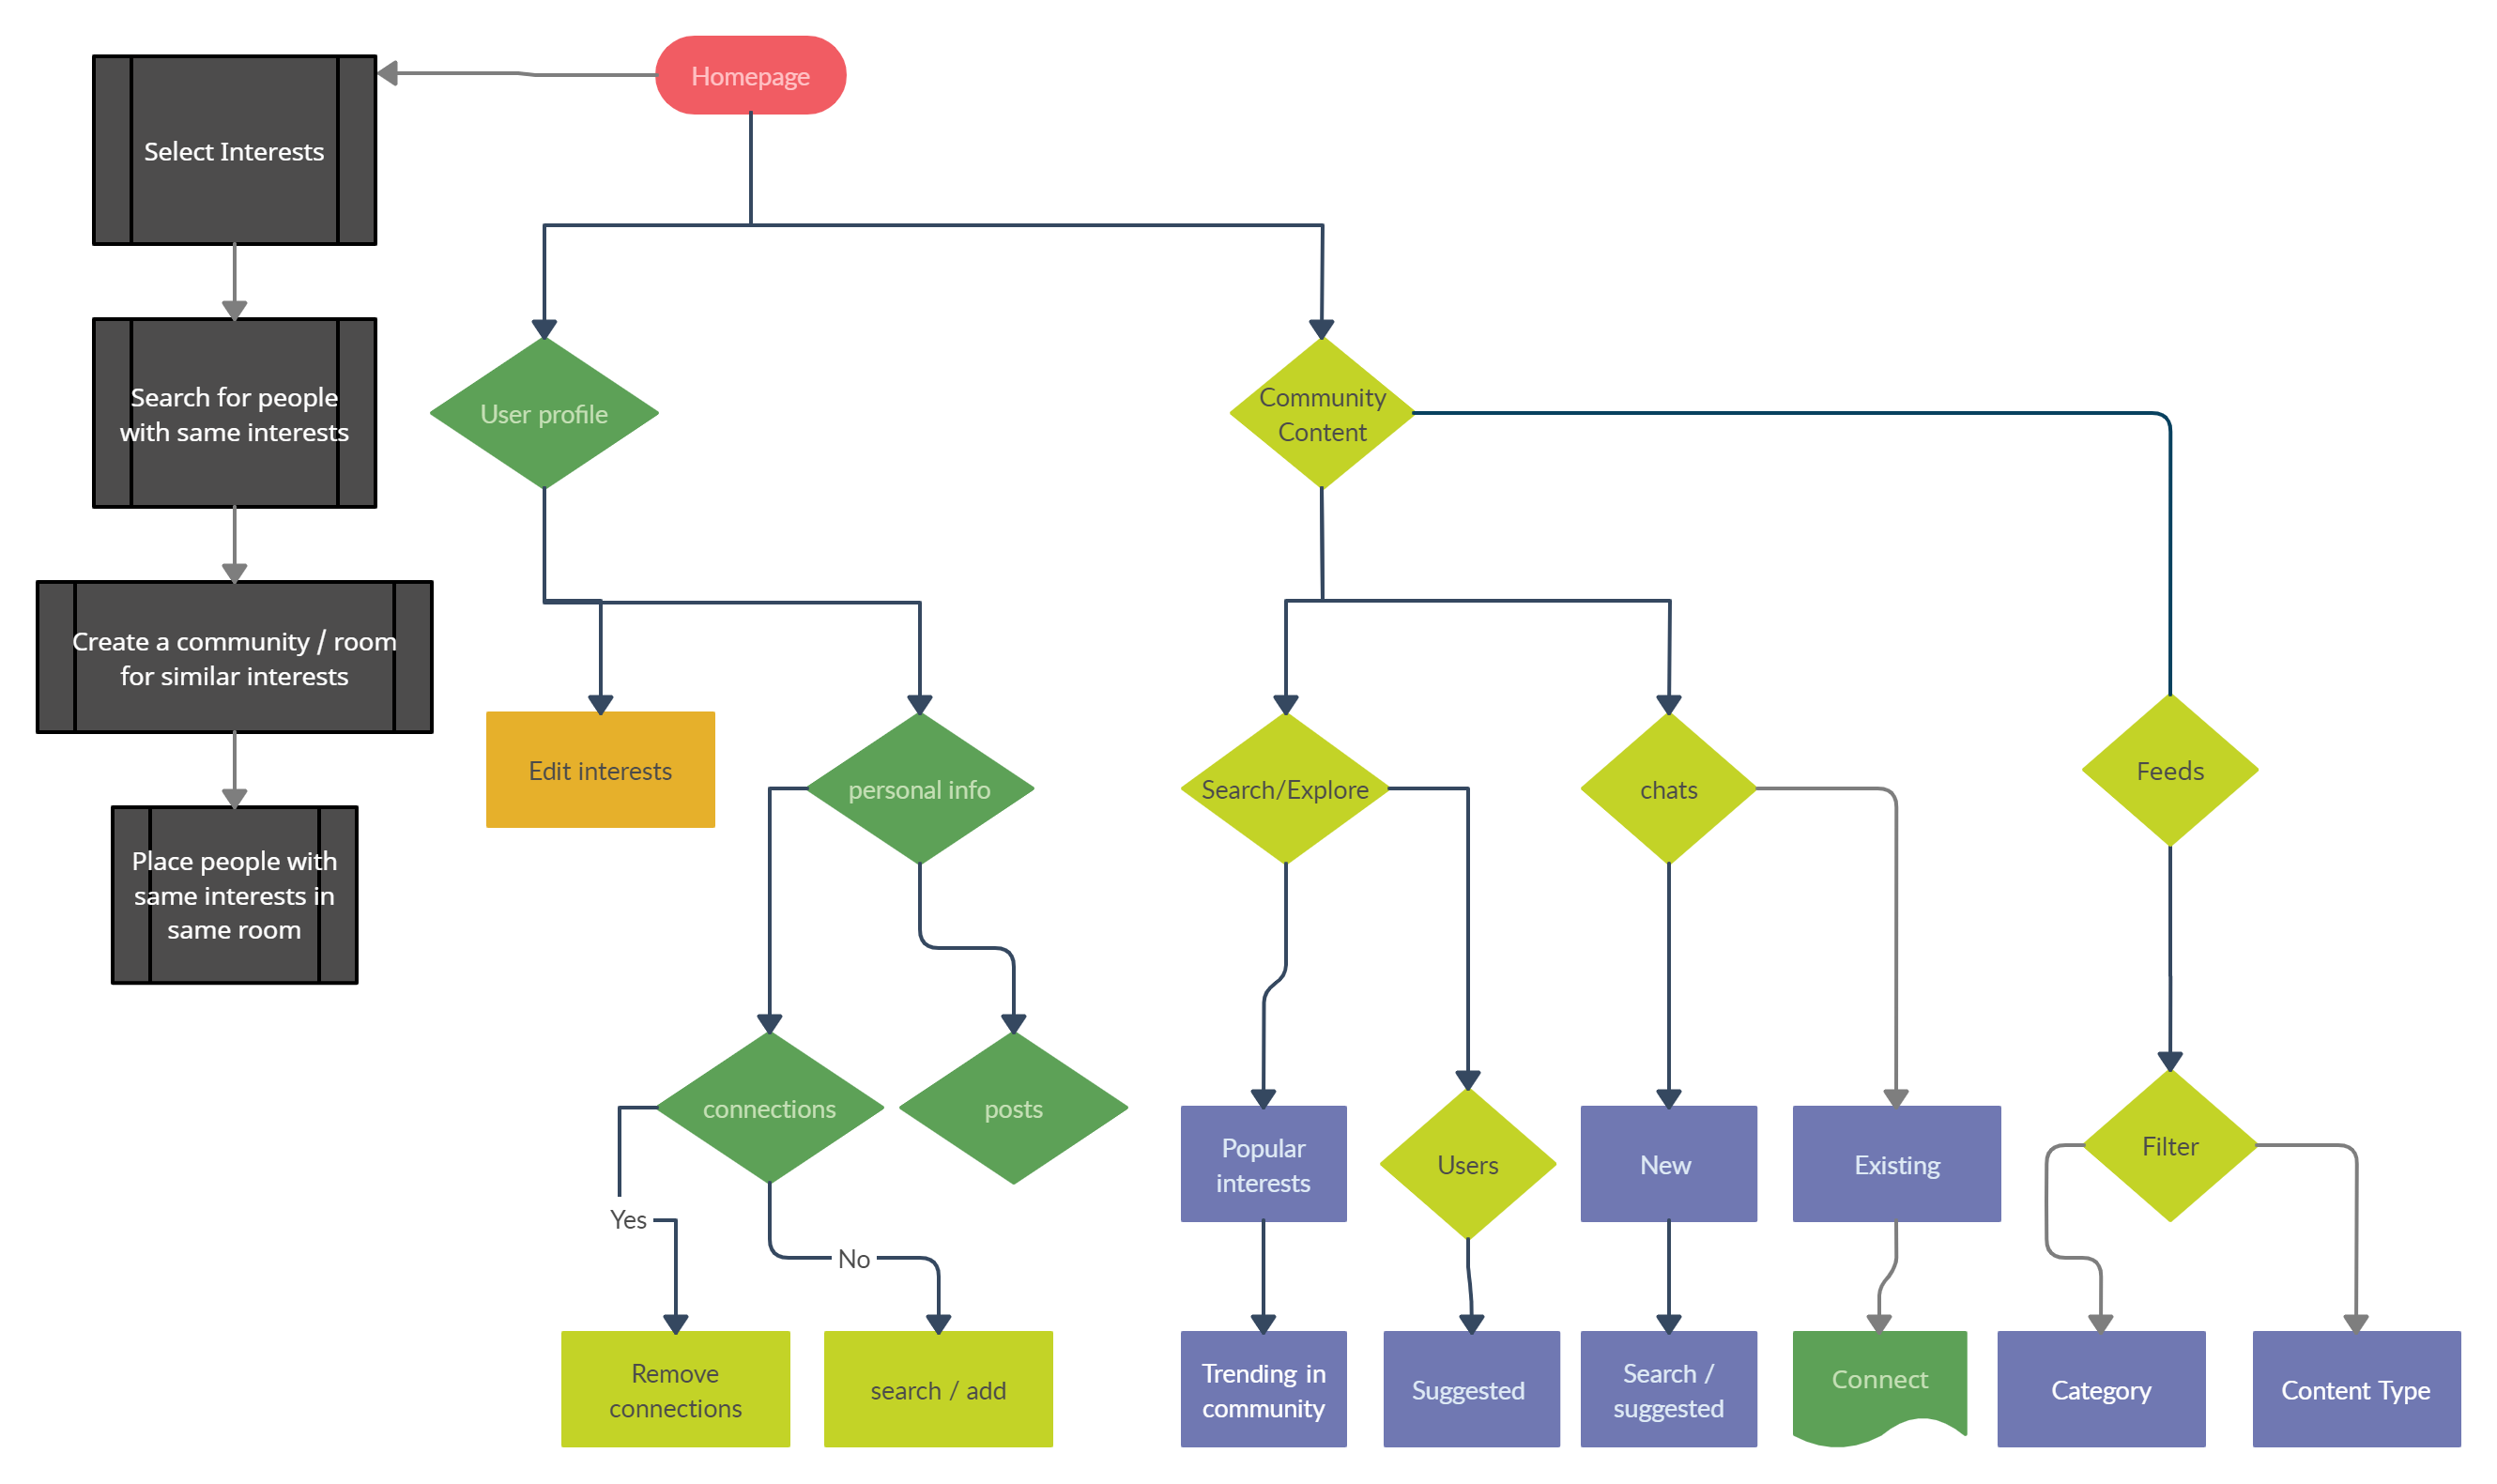 Homepage
Select Interests
Search for people
with same interests
User profile
Community
Content
Create a community / room
for similar interests
Edit interests
personal info
Search/Explore
chats
Feeds
Place people with
same interests in
same room
connections
posts
Popular
interests
Users
New
Existing
Filter
Yes
No
Remove
connections
search / add
Trending in
community
Suggested
Search /
suggested
Connect
Category
Content Type